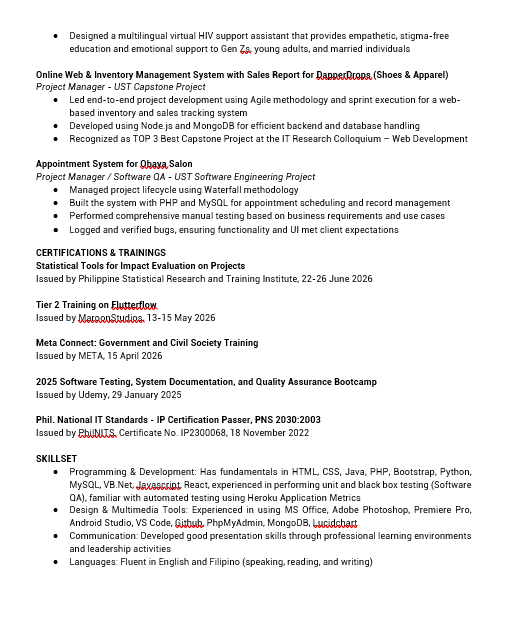 ● Designed a multilingual virtual HIV support assistant that provides empathetic, stigma-free
education and emotional support to Gen Zs, young adults, and married individuals
Online Web & Inventory Management System with Sales Report for DapperDrops (Shoes & Apparel)
Project Manager - UST Capstone Project
● Led end-to-end project development using Agile methodology and sprint execution for a web-
based inventory and sales tracking system
● Developed using Node.js and MongoDB for efficient backend and database handling
● Recognized as TOP 3 Best Capstone Project at the IT Research Colloquium – Web Development
Appointment System for Obaya Salon
Project Manager / Software QA - UST Software Engineering Project
● Managed project lifecycle using Waterfall methodology
● Built the system with PHP and MySQL for appointment scheduling and record management
● Performed comprehensive manual testing based on business requirements and use cases
● Logged and verified bugs, ensuring functionality and UI met client expectations
CERTIFICATIONS & TRAININGS
Statistical Tools for Impact Evaluation on Projects
Issued by Philippine Statistical Research and Training Institute, 22-26 June 2026
Tier 2 Training on Flutterflow
Issued by MaroonStudios, 13-15 May 2026
Meta Connect: Government and Civil Society Training
Issued by META, 15 April 2026
2025 Software Testing, System Documentation, and Quality Assurance Bootcamp
Issued by Udemy, 29 January 2025
Phil. National IT Standards - IP Certification Passer, PNS 2030:2003
Issued by PhilNITS, Certificate No. IP2300068, 18 November 2022
SKILLSET
● Programming & Development: Has fundamentals in HTML, CSS, Java, PHP, Bootstrap, Python,
MySQL, VB.Net, Javascript, React, experienced in performing unit and black box testing (Software
QA), familiar with automated testing using Heroku Application Metrics
● Design & Multimedia Tools: Experienced in using MS Office, Adobe Photoshop, Premiere Pro,
Android Studio, VS Code, Github, PhpMyAdmin, MongoDB, Lucidchart
● Communication: Developed good presentation skills through professional learning environments
and leadership activities
● Languages: Fluent in English and Filipino (speaking, reading, and writing)